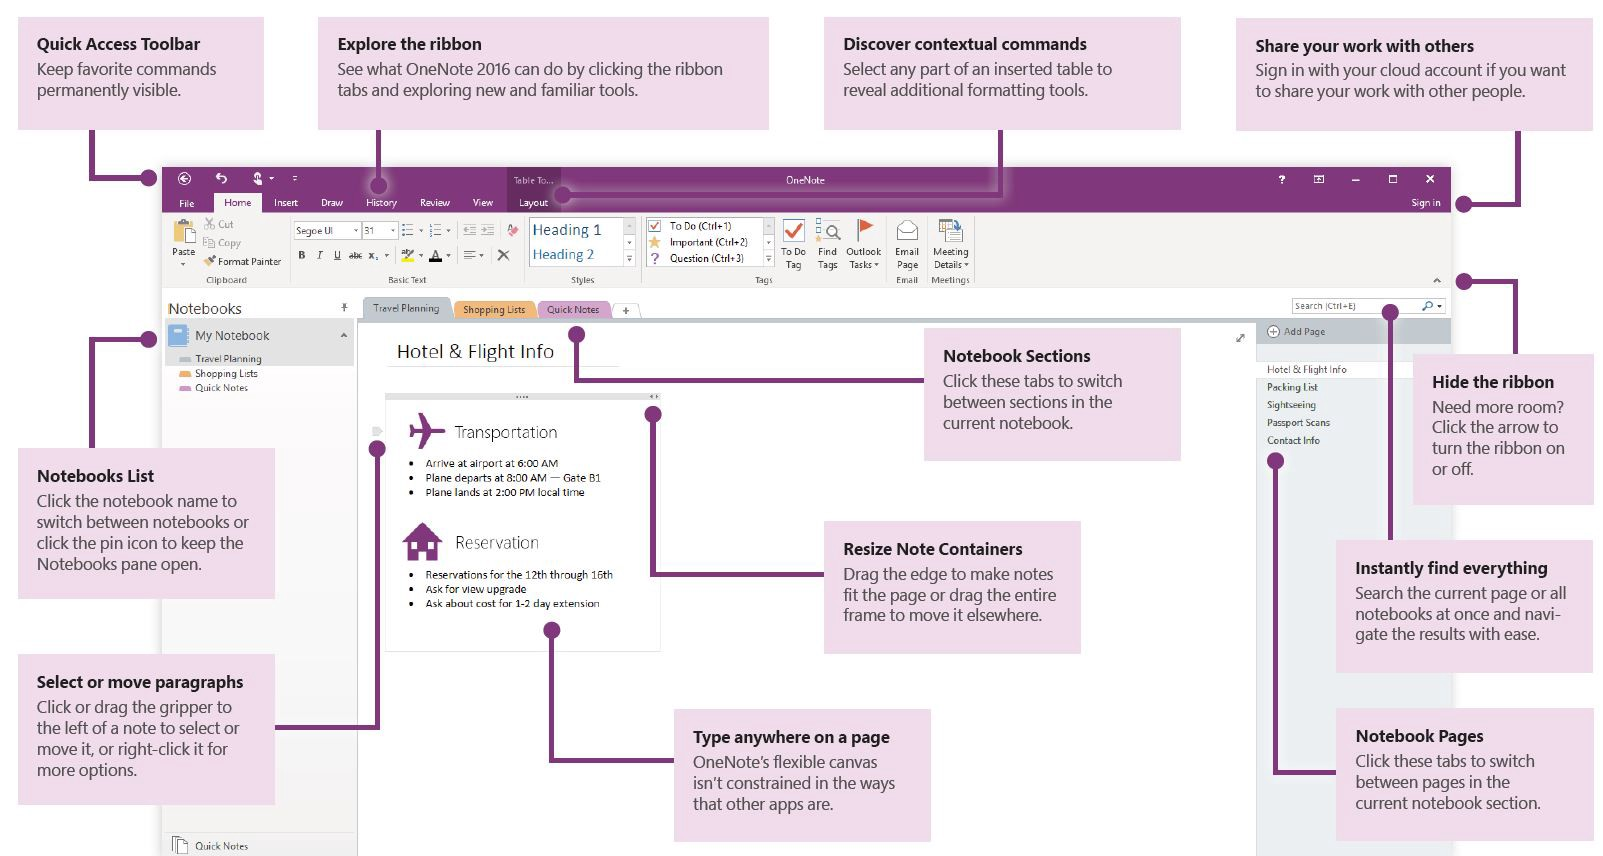 Quick Access Toolbar
Keep favorite commands
permanently visible.
Explore the ribbon
See what OneNote 2016 can do by clicking the ribbon
tabs and exploring new and familiar tools.
Discover contextual commands
Select any part of an inserted table to
reveal additional formatting tools.
Share your work with others
Sign in with your cloud account if you want
to share your work with other people.
Table To...
OneNote
?
File
Home
Insert
Draw
History
Review
View
Layout
Sign in
Paste
Cut
Copy
Format Painter
Clipboard
Segoe UI
31
B I U abc x₂
A
Basic Text
Heading 1
Heading 2
Styles
To Do (Ctrl+1)
Important (Ctrl+2)
? Question (Ctrl+3)
To Do
Tag
Find
Tags
Outlook
Tasks
Tags
Email
Page
Email
Meeting
Details
Meetings
Notebooks
My Notebook
Travel Planning
Shopping Lists
Quick Notes
Travel Planning
Shopping Lists
Quick Notes
+
Search (Ctrl+E)
Add Page
Hotel & Flight Info
Packing List
Sightseeing
Passport Scans
Contact Info
Hotel & Flight Info
Transportation
• Arrive at airport at 6:00 AM
• Plane departs at 8:00 AM — Gate B1
• Plane lands at 2:00 PM local time
Reservation
• Reservations for the 12th through 16th
• Ask for view upgrade
• Ask about cost for 1-2 day extension
Notebook Sections
Click these tabs to switch
between sections in the
current notebook.
Hide the ribbon
Need more room?
Click the arrow to
turn the ribbon on
or off.
Notebooks List
Click the notebook name to
switch between notebooks or
click the pin icon to keep the
Notebooks pane open.
Resize Note Containers
Drag the edge to make notes
fit the page or drag the entire
frame to move it elsewhere.
Instantly find everything
Search the current page or all
notebooks at once and navi-
gate the results with ease.
Select or move paragraphs
Click or drag the gripper to
the left of a note to select or
move it, or right-click it for
more options.
Type anywhere on a page
OneNote's flexible canvas
isn't constrained in the ways
that other apps are.
Notebook Pages
Click these tabs to switch
between pages in the
current notebook section.
Quick Notes